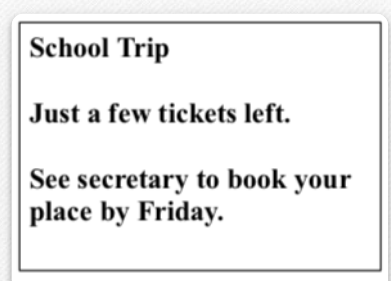 School Trip
Just a few tickets left.
See secretary to book your
place by Friday.